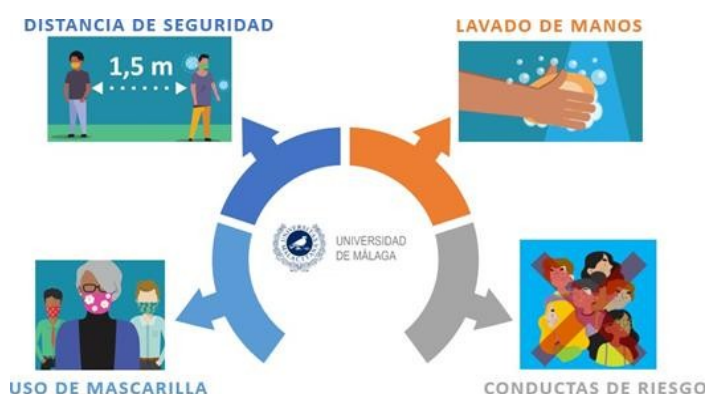 DISTANCIA DE SEGURIDAD
LAVADO DE MANOS
1,5 m
UNIVERSIDAD
DE MÁLAGA
USO DE MASCARILLA
CONDUCTAS DE RIESGO